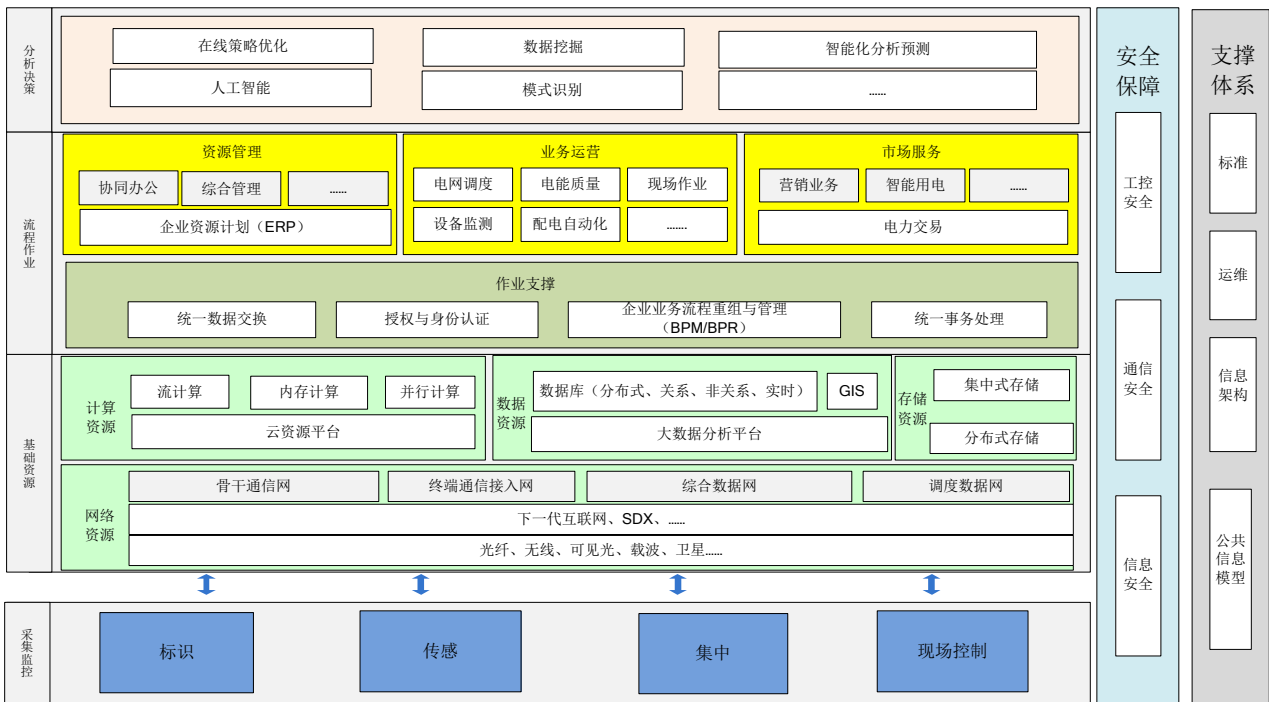 分析决策
在线策略优化
数据挖掘
智能化分析预测
人工智能
模式识别
......
流程作业
资源管理
协同办公
综合管理
......
企业资源计划（ERP）
业务运营
电网调度
电能质量
现场作业
设备监测
配电自动化
.......
市场服务
营销业务
智能用电
......
电力交易
作业支撑
统一数据交换
授权与身份认证
企业业务流程重组与管理
（BPM/BPR）
统一事务处理
基础资源
计算
资源
流计算
内存计算
并行计算
云资源平台
数据
资源
数据库（分布式、关系、非关系、实时）
GIS
大数据分析平台
存储
资源
集中式存储
分布式存储
网络
资源
骨干通信网
终端通信接入网
综合数据网
调度数据网
下一代互联网、SDX、......
光纤、无线、可见光、载波、卫星......
采集监控
标识
传感
集中
现场控制
安全
保障
工控
安全
通信
安全
信息
安全
支撑
体系
标准
运维
信息
架构
公共
信息
模型